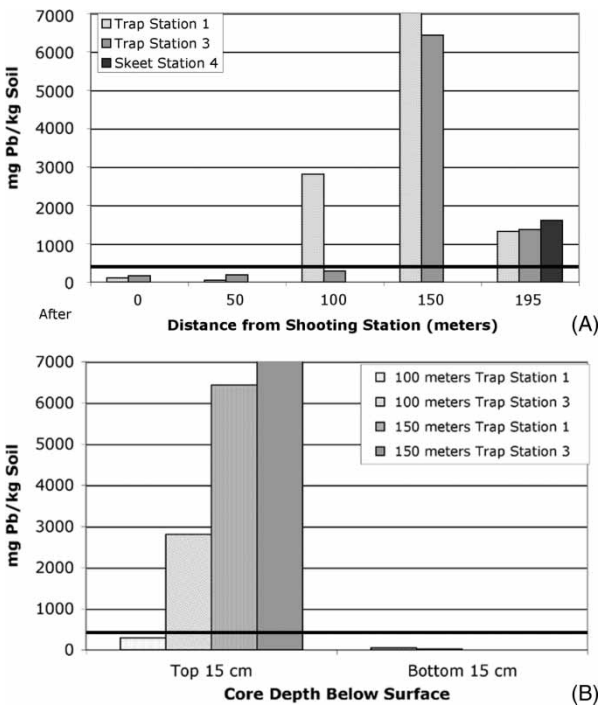 7000
6000
5000
4000
3000
2000
1000
0
mg Pb/kg Soil
Trap Station 1
Trap Station 3
Skeet Station 4
0 50 100 150 195
After
Distance from Shooting Station (meters)
(A)
7000
6000
5000
4000
3000
2000
1000
0
mg Pb/kg Soil
100 meters Trap Station 1
100 meters Trap Station 3
150 meters Trap Station 1
150 meters Trap Station 3
Top 15 cm Bottom 15 cm
Core Depth Below Surface
(B)